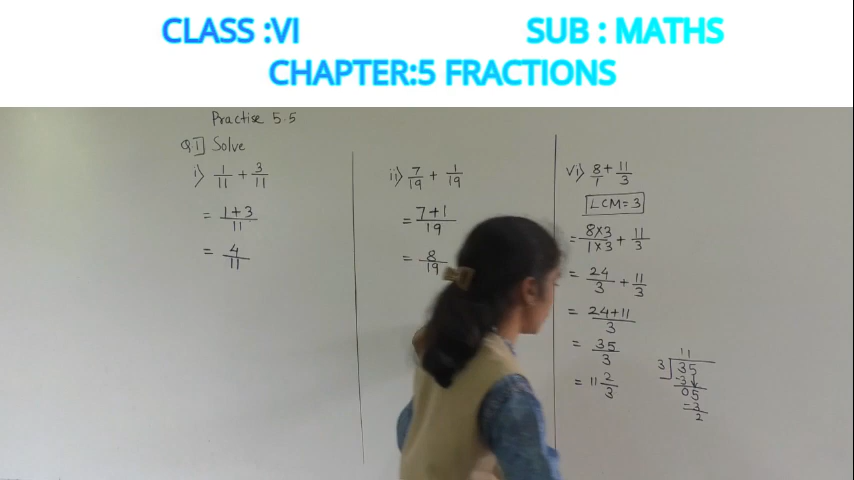 CLASS :VI SUB : MATHS
CHAPTER:5 FRACTIONS
Practise 5.5
Q1] Solve
i) 1/11 + 3/11
= 1+3/11
= 4/11
ii) 7/19 + 1/19
= 7+1/19
= 8/19
vi) 8/1 + 11/3
LCM=3
= 8×3/1×3 + 11/3
= 24/3 + 11/3
= 24+11/3
= 35/3
= 11 2/3
11
3 35
-3↓
05
-3
2